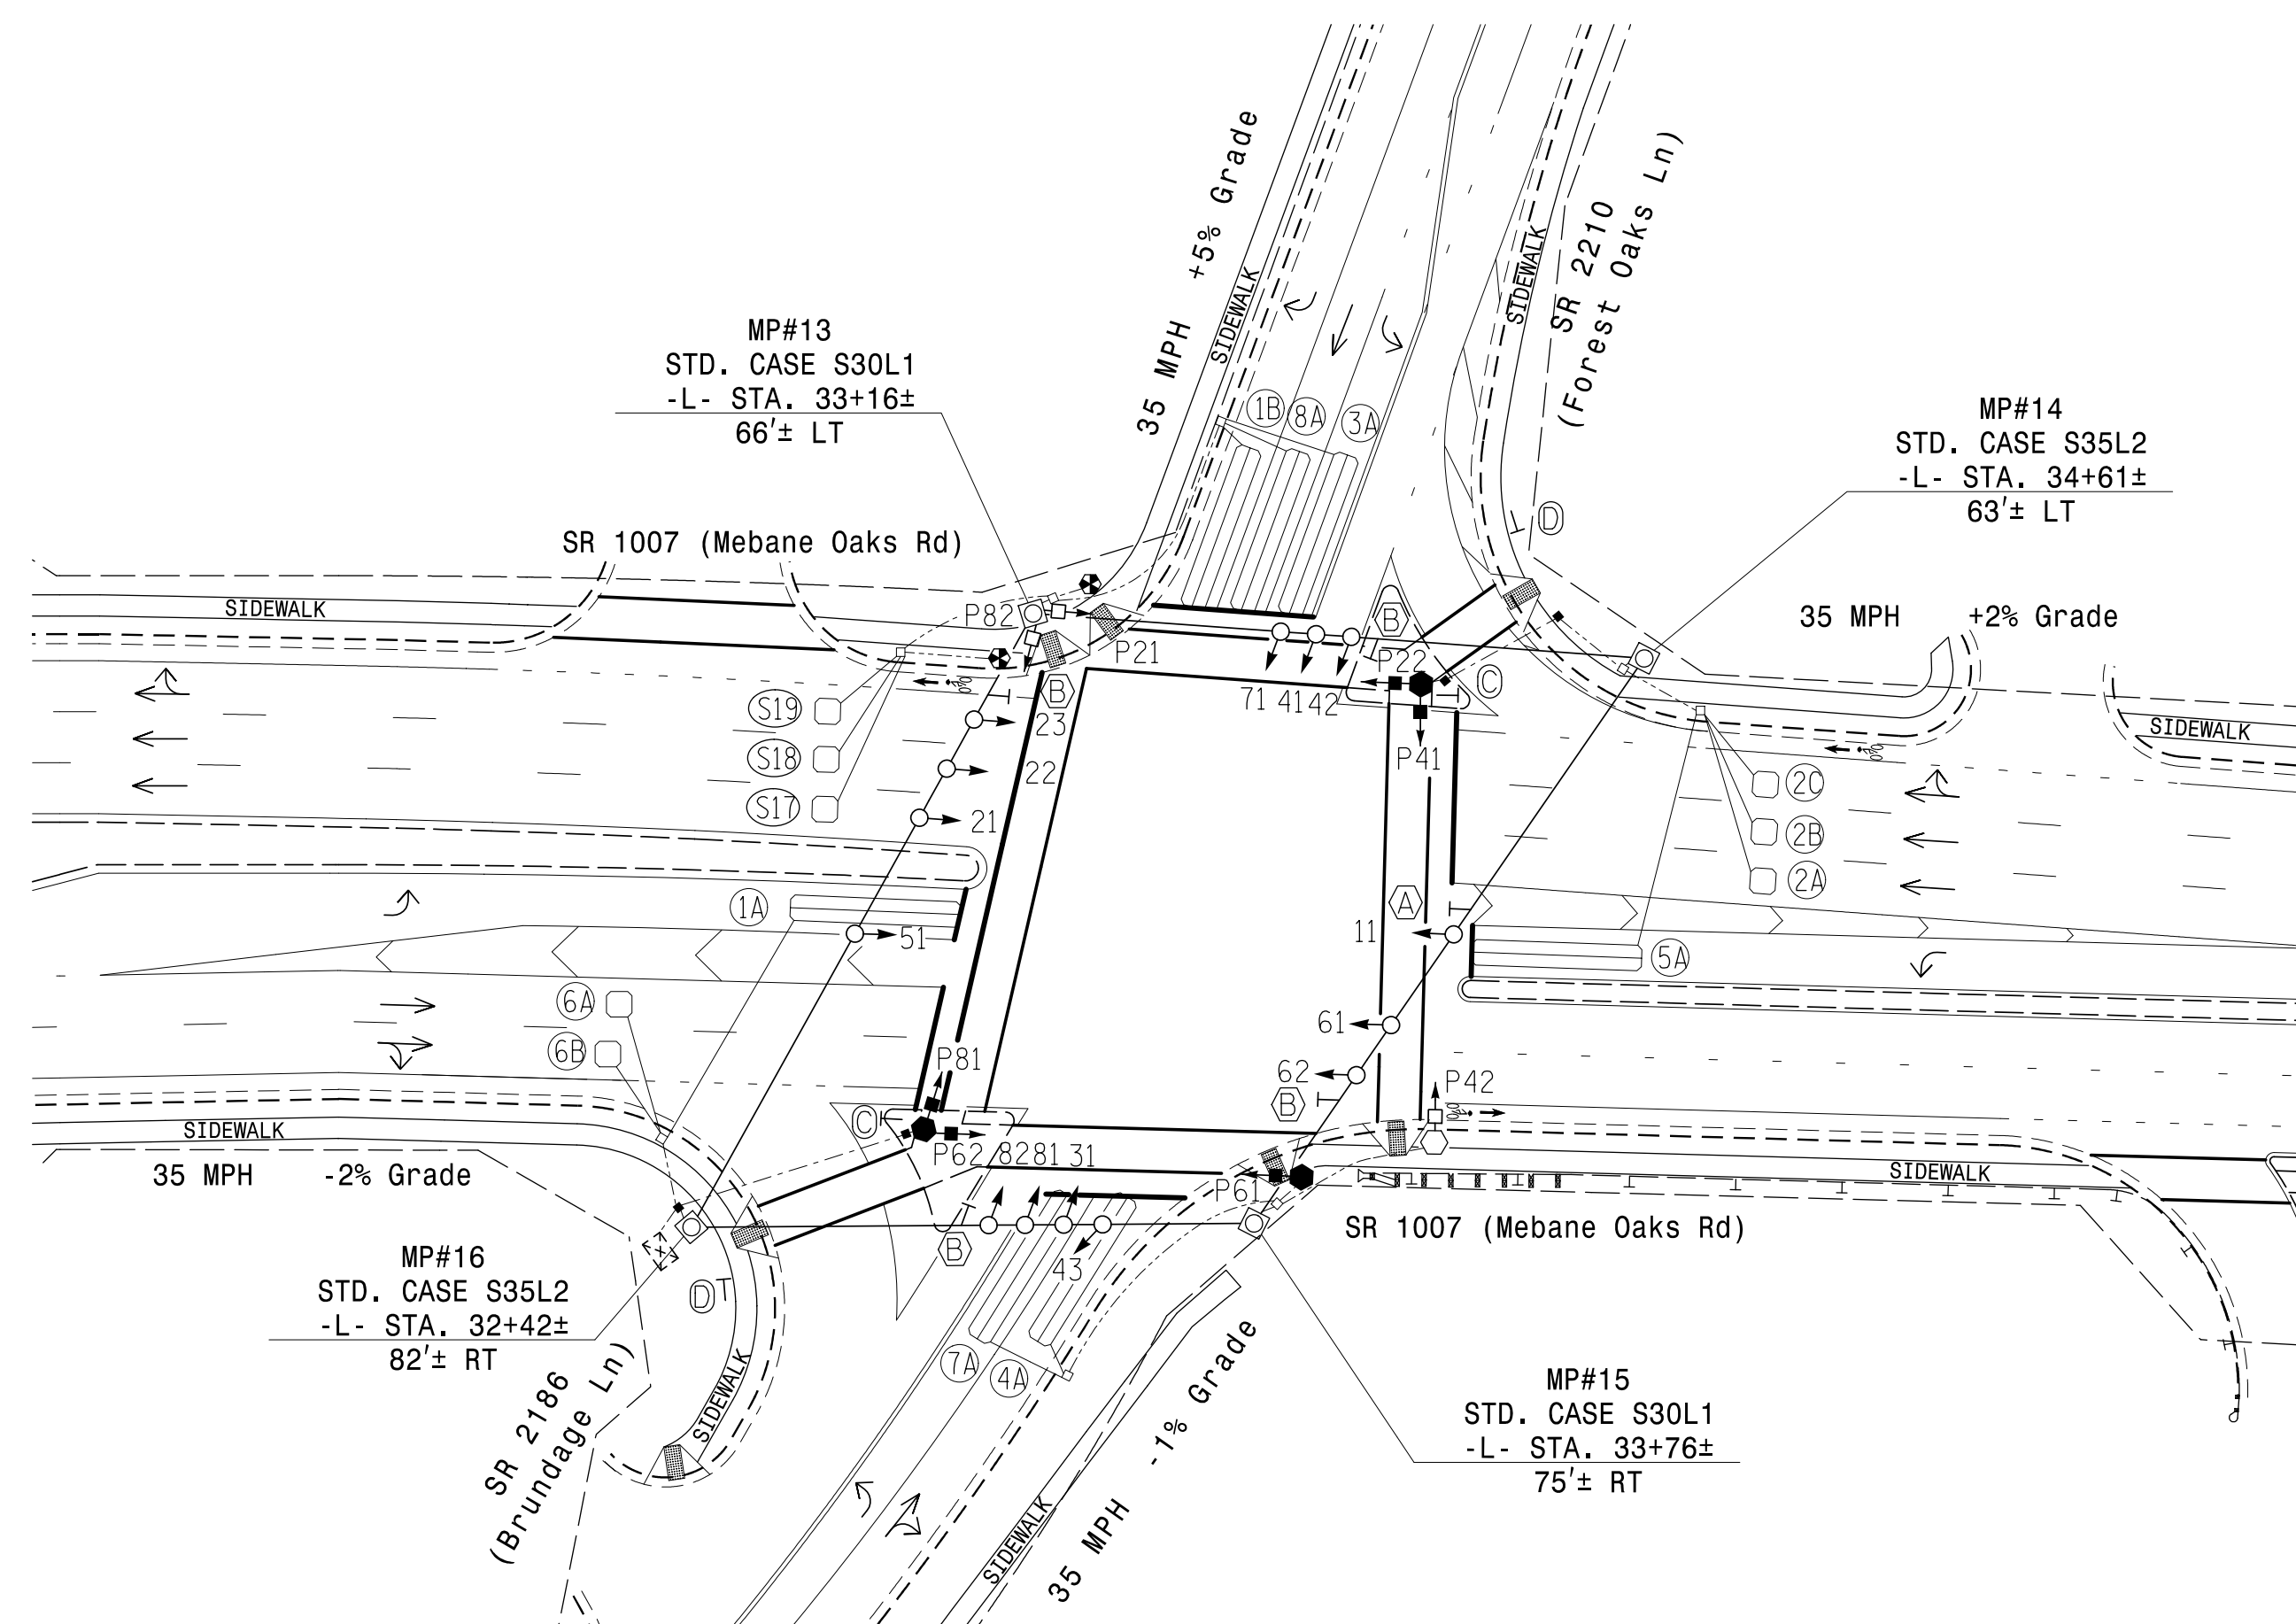 35 MPH +5% Grade
SIDEWALK
SR 2210
(Forest Oaks Ln)
SIDEWALK
MP#13
STD. CASE S30L1
-L- STA. 33+16±
66'± LT
MP#14
STD. CASE S35L2
-L- STA. 34+61±
63'± LT
1B
8A
3A
D
SR 1007 (Mebane Oaks Rd)
SIDEWALK
P82
P21
B
P22
C
35 MPH +2% Grade
SIDEWALK
71
41
42
P41
S19
S18
S17
B
23
22
21
2C
2B
2A
1A
51
A
11
5A
6A
6B
61
62
B
P81
P42
C
P62
82
81
31
P61
SIDEWALK
35 MPH -2% Grade
SIDEWALK
SR 1007 (Mebane Oaks Rd)
B
43
D
MP#16
STD. CASE S35L2
-L- STA. 32+42±
82'± RT
SR 2186
(Brundage Ln)
SIDEWALK
7A
4A
35 MPH -1% Grade
SIDEWALK
MP#15
STD. CASE S30L1
-L- STA. 33+76±
75'± RT